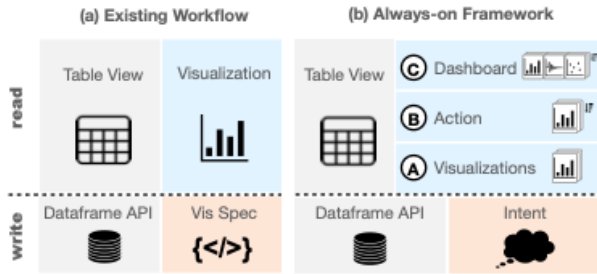 (a) Existing Workflow
(b) Always-on Framework
read
Table View
Visualization
Table View
C Dashboard
B Action
A Visualizations
write
Dataframe API
Vis Spec
{</>}
Dataframe API
Intent